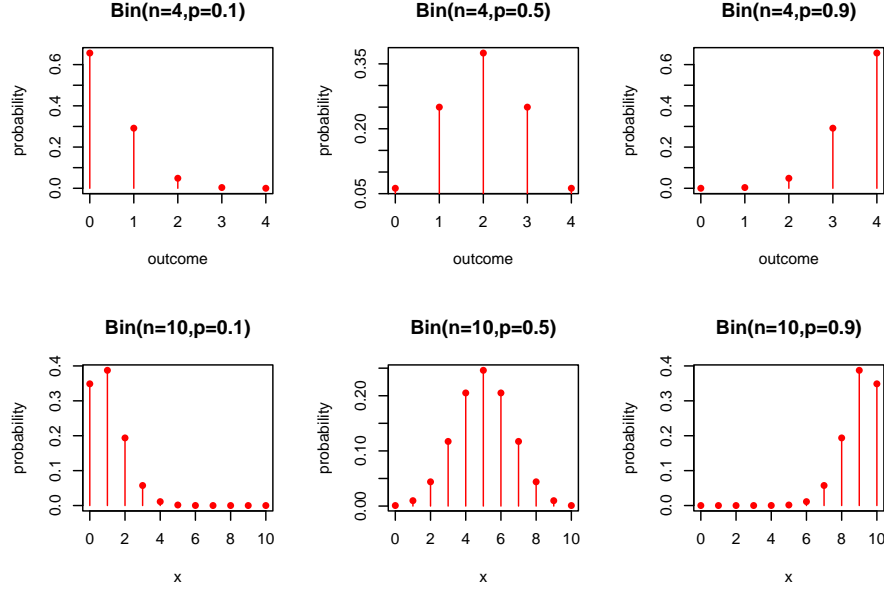 Bin(n=4,p=0.1)
probability
0.0 0.2 0.4 0.6
0 1 2 3 4
outcome
Bin(n=4,p=0.5)
probability
0.05 0.20 0.35
0 1 2 3 4
outcome
Bin(n=4,p=0.9)
probability
0.0 0.2 0.4 0.6
0 1 2 3 4
outcome
Bin(n=10,p=0.1)
probability
0.0 0.1 0.2 0.3 0.4
0 2 4 6 8 10
x
Bin(n=10,p=0.5)
probability
0.00 0.10 0.20
0 2 4 6 8 10
x
Bin(n=10,p=0.9)
probability
0.0 0.1 0.2 0.3 0.4
0 2 4 6 8 10
x